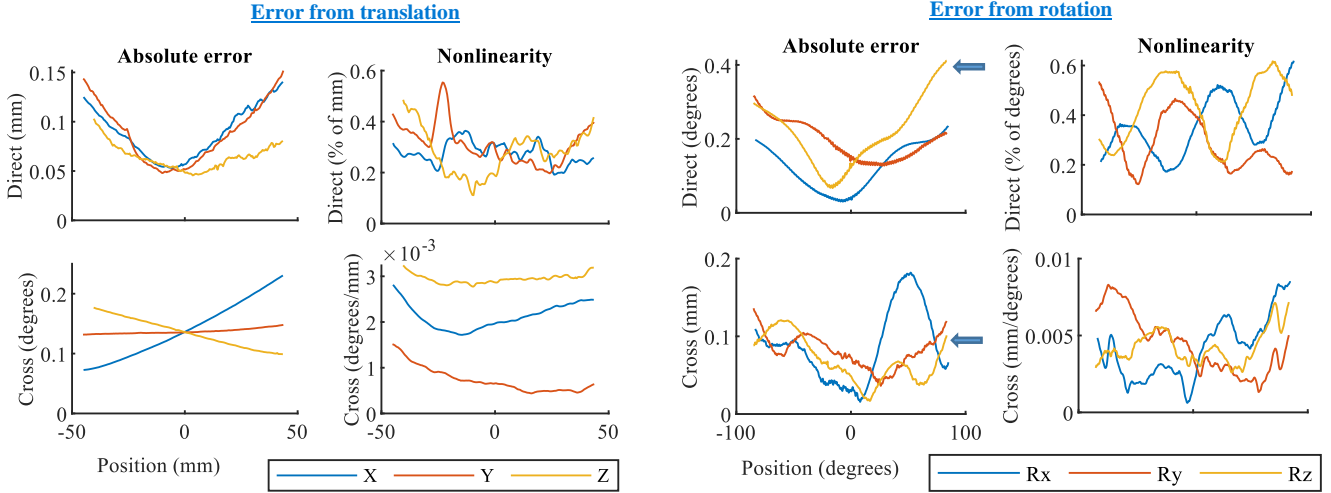 Error from translation
Error from rotation
Absolute error
Nonlinearity
Absolute error
Nonlinearity
Direct (mm)
0.15
0.1
0.05
0
Direct (% of mm)
0.6
0.4
0.2
0
Direct (degrees)
0.4
0.2
0
Direct (% of degrees)
0.6
0.4
0.2
0
Cross (degrees)
0.2
0.1
0
-50
0
50
Position (mm)
Cross (degrees/mm)
×10-3
3
2
1
0
-50
0
50
Cross (mm)
0.2
0.1
0
-100
0
100
Position (degrees)
Cross (mm/degrees)
0.01
0.005
0
X
Y
Z
Rx
Ry
Rz